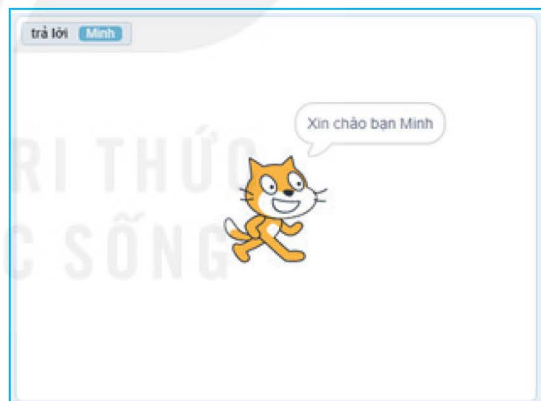 trả lời Minh
Xin chào bạn Minh
RI THỨC
C SỐNG